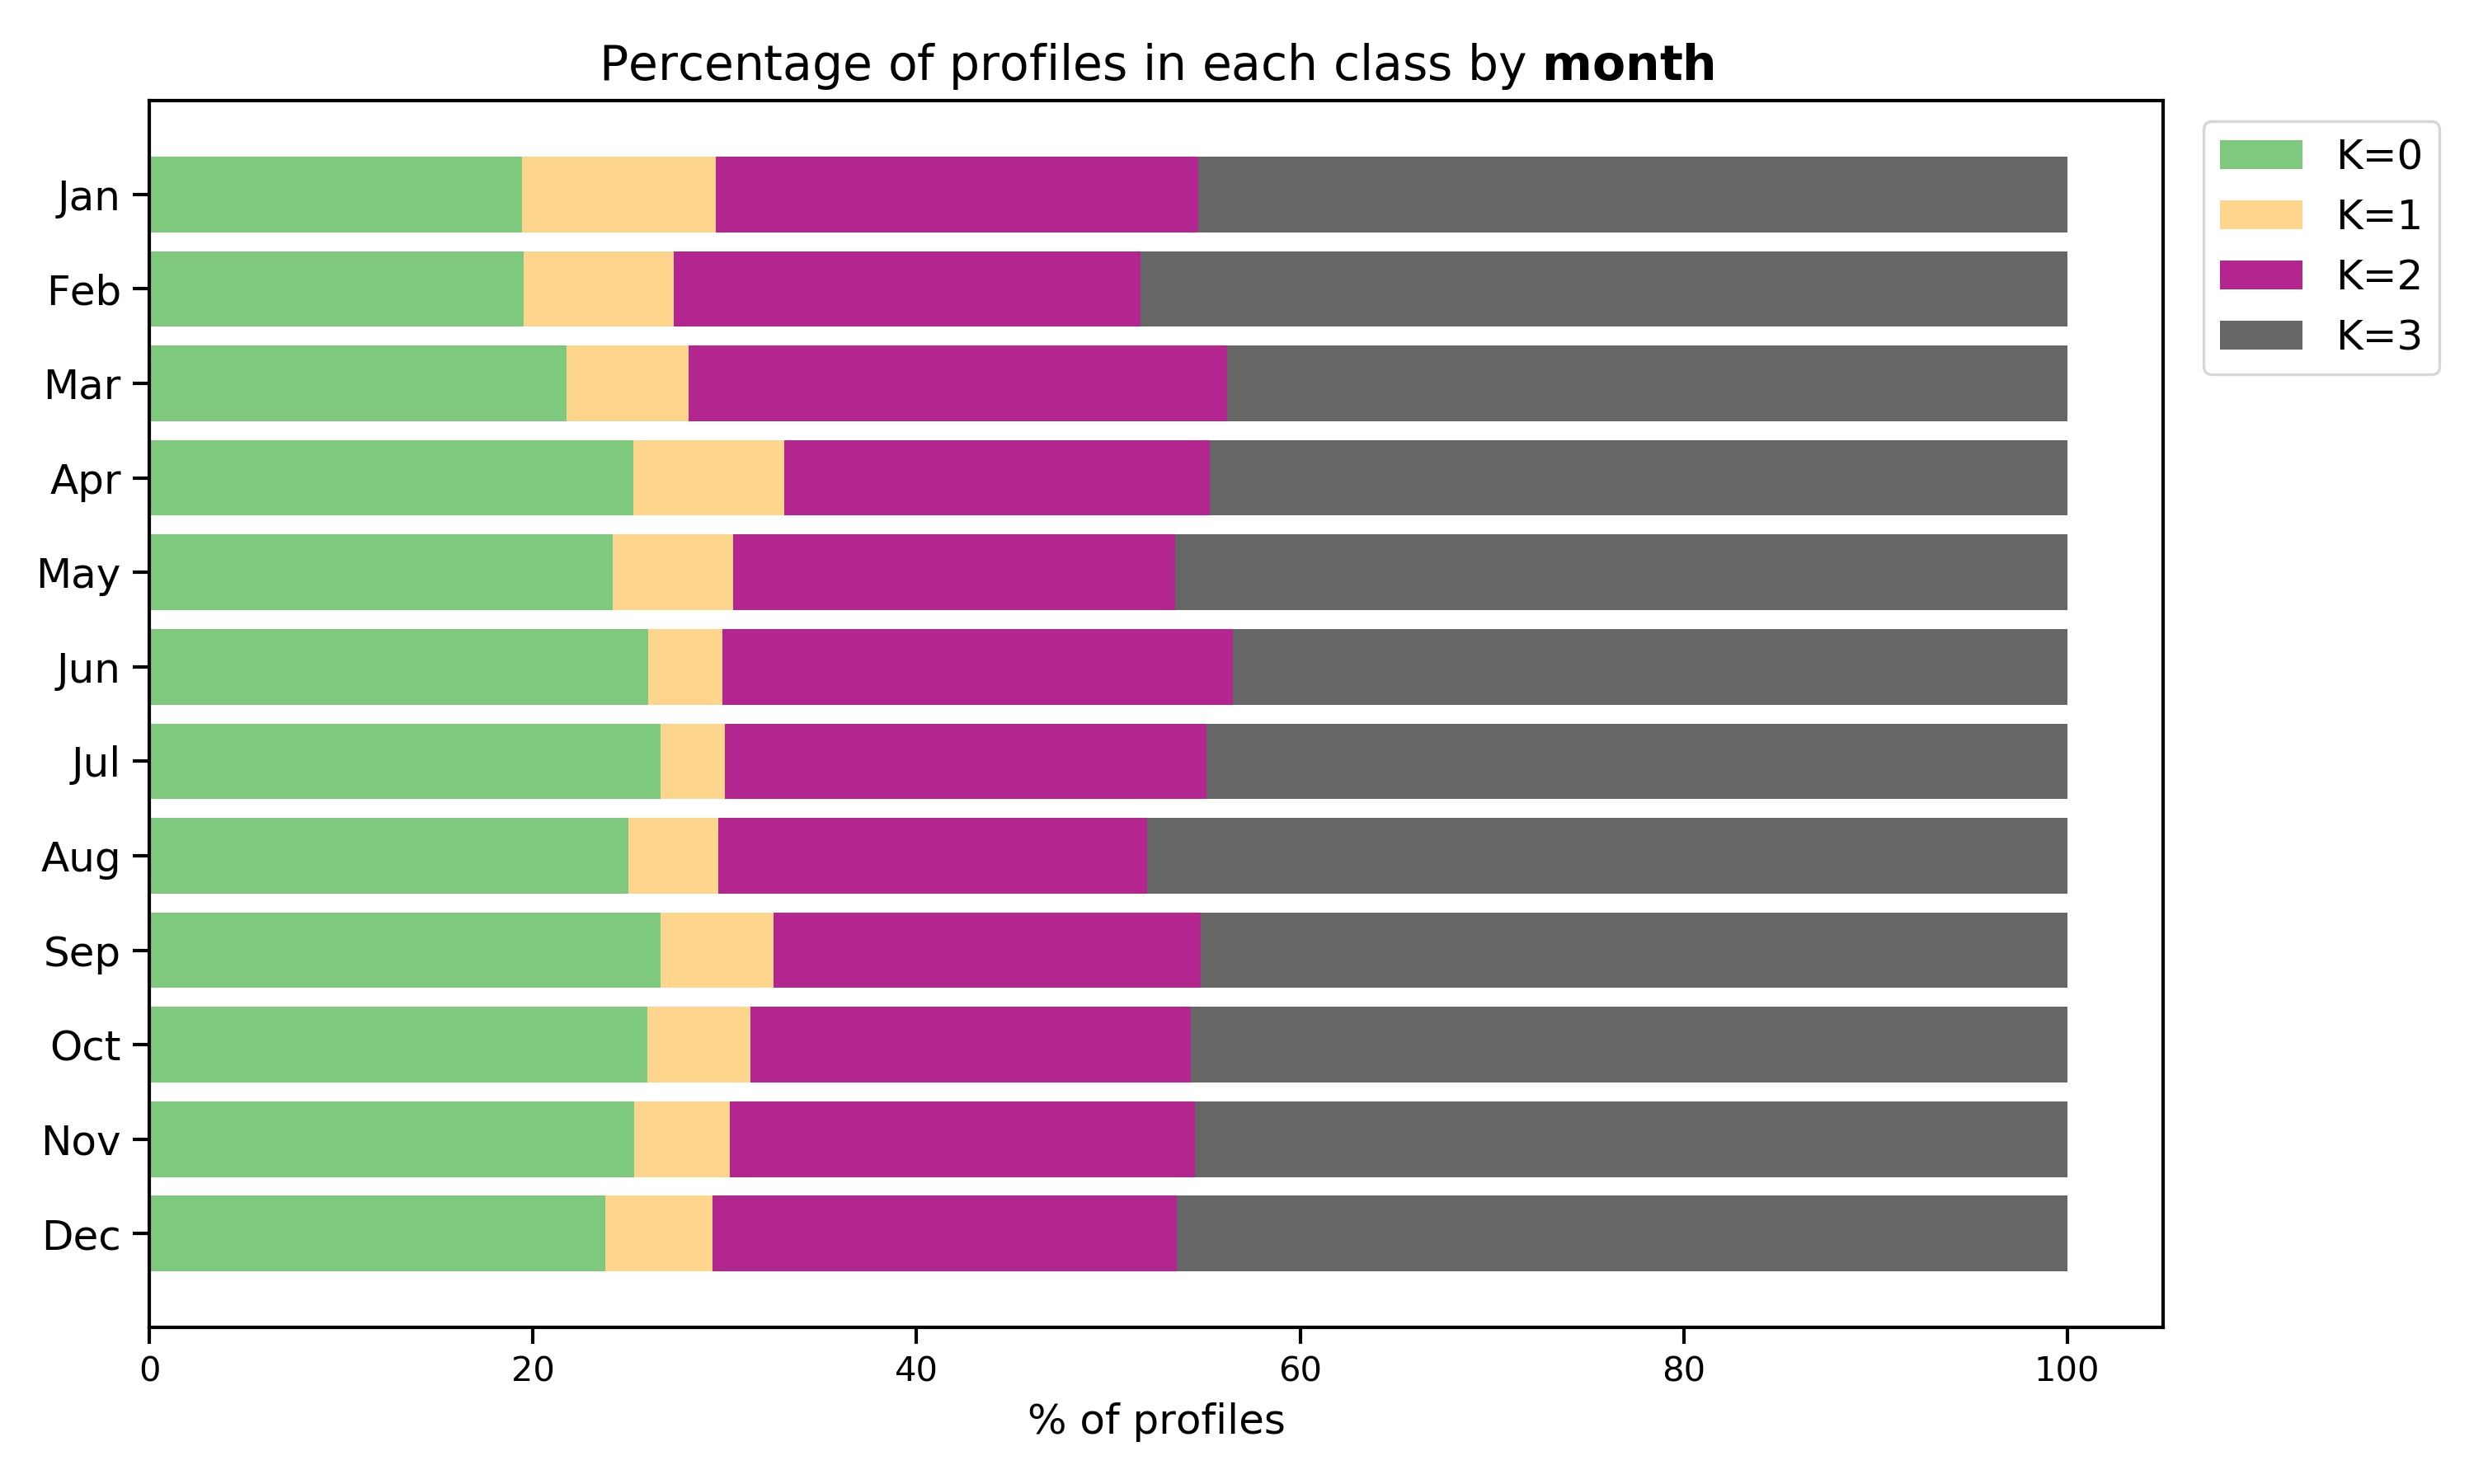 Percentage of profiles in each class by month
K=0
K=1
K=2
K=3
Jan
Feb
Mar
Apr
May
Jun
Jul
Aug
Sep
Oct
Nov
Dec
0 20 40 60 80 100
% of profiles